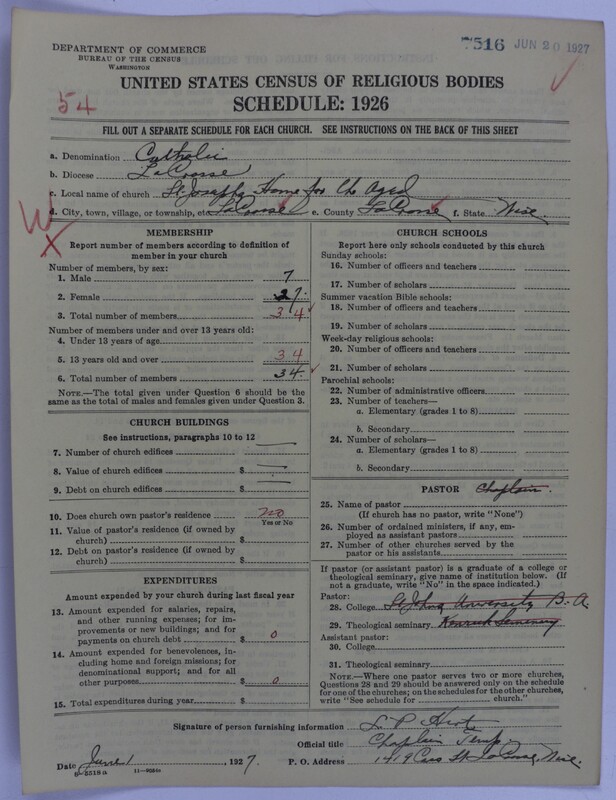 7516 JUN 20 1927
DEPARTMENT OF COMMERCE
BUREAU OF THE CENSUS
WASHINGTON
UNITED STATES CENSUS OF RELIGIOUS BODIES
SCHEDULE: 1926
54
FILL OUT A SEPARATE SCHEDULE FOR EACH CHURCH. SEE INSTRUCTIONS ON THE BACK OF THIS SHEET
a. Denomination Catholic
b. Diocese LaCrosse
c. Local name of church St. Josephs Home for the Aged
d. City, town, village, or township, etc. LaCrosse e. County LaCrosse f. State Wisc.
W
X
MEMBERSHIP
Report number of members according to definition of
member in your church
Number of members, by sex:
1. Male 7
2. Female 27.
3. Total number of members 34
Number of members under and over 13 years old:
4. Under 13 years of age
5. 13 years old and over 34
6. Total number of members 34.
NOTE.—The total given under Question 6 should be
the same as the total of males and females given under Question 3.
CHURCH BUILDINGS
See instructions, paragraphs 10 to 12
7. Number of church edifices
8. Value of church edifices $
9. Debt on church edifices $
10. Does church own pastor's residence no
Yes or No
11. Value of pastor's residence (if owned by
church) $
12. Debt on pastor's residence (if owned by
church) $
EXPENDITURES
Amount expended by your church during last fiscal year
13. Amount expended for salaries, repairs,
and other running expenses; for im-
provements or new buildings; and for
payments on church debt $ 0
14. Amount expended for benevolences, in-
cluding home and foreign missions; for
denominational support; and for all
other purposes $ 0
15. Total expenditures during year $
CHURCH SCHOOLS
Report here only schools conducted by this church
Sunday schools:
16. Number of officers and teachers
17. Number of scholars
Summer vacation Bible schools:
18. Number of officers and teachers
19. Number of scholars
Week-day religious schools:
20. Number of officers and teachers
21. Number of scholars
Parochial schools:
22. Number of administrative officers
23. Number of teachers—
a. Elementary (grades 1 to 8)
b. Secondary
24. Number of scholars—
a. Elementary (grades 1 to 8)
b. Secondary
PASTOR Chaplain.
25. Name of pastor
(If church has no pastor, write "None")
26. Number of ordained ministers, if any, em-
ployed as assistant pastors
27. Number of other churches served by the
pastor or his assistants
If pastor (or assistant pastor) is a graduate of a college or
theological seminary, give name of institution below. (If
not a graduate, write "No" in the space indicated.)
Pastor:
28. College St. Johns University B. A.
29. Theological seminary Kenrick Seminary
Assistant pastor:
30. College
31. Theological seminary
NOTE.—Where one pastor serves two or more churches,
Questions 28 and 29 should be answered only on the schedule
for one of the churches; on the schedules for the other churches,
write "See schedule for church."
Signature of person furnishing information L. P.
Official title Chaplain Temp.
Date June 1, 1927. P. O. Address 1419 Cass St. LaCrosse, Wisc.
11—9243a